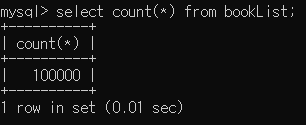 mysql> select count(*) from bookList;
+----------+
| count(*) |
+----------+
|   100000 |
+----------+
1 row in set (0.01 sec)